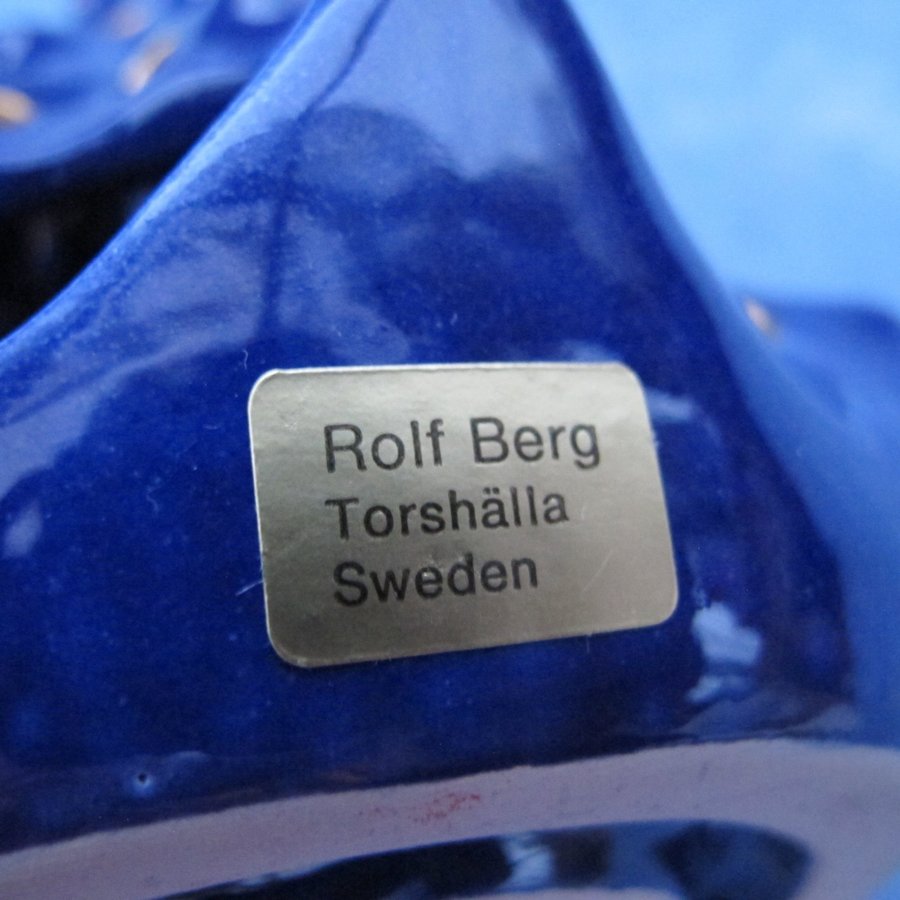 Rolf Berg
Torshälla
Sweden